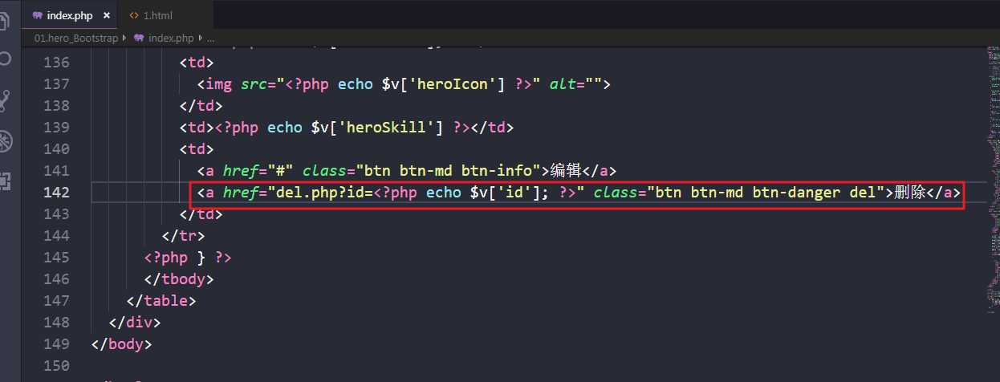 index.php × <> 1.html
01.hero_Bootstrap index.php ...
136 <td>
137 <img src="<?php echo $v['heroIcon'] ?>" alt="">
138 </td>
139 <td><?php echo $v['heroSkill'] ?></td>
140 <td>
141 <a href="#" class="btn btn-md btn-info">编辑</a>
142 <a href="del.php?id=<?php echo $v['id']; ?>" class="btn btn-md btn-danger del">删除</a>
143 </td>
144 </tr>
145 <?php } ?>
146 </tbody>
147 </table>
148 </div>
149 </body>
150